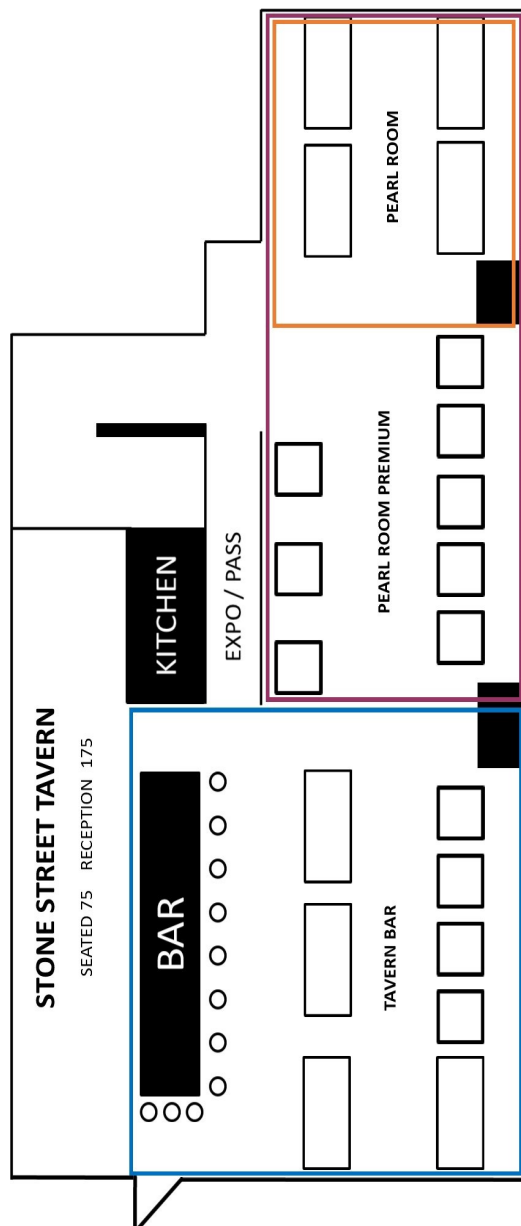 STONE STREET TAVERN
SEATED 75 RECEPTION 175
KITCHEN
EXPO / PASS
BAR
PEARL ROOM
PEARL ROOM PREMIUM
TAVERN BAR